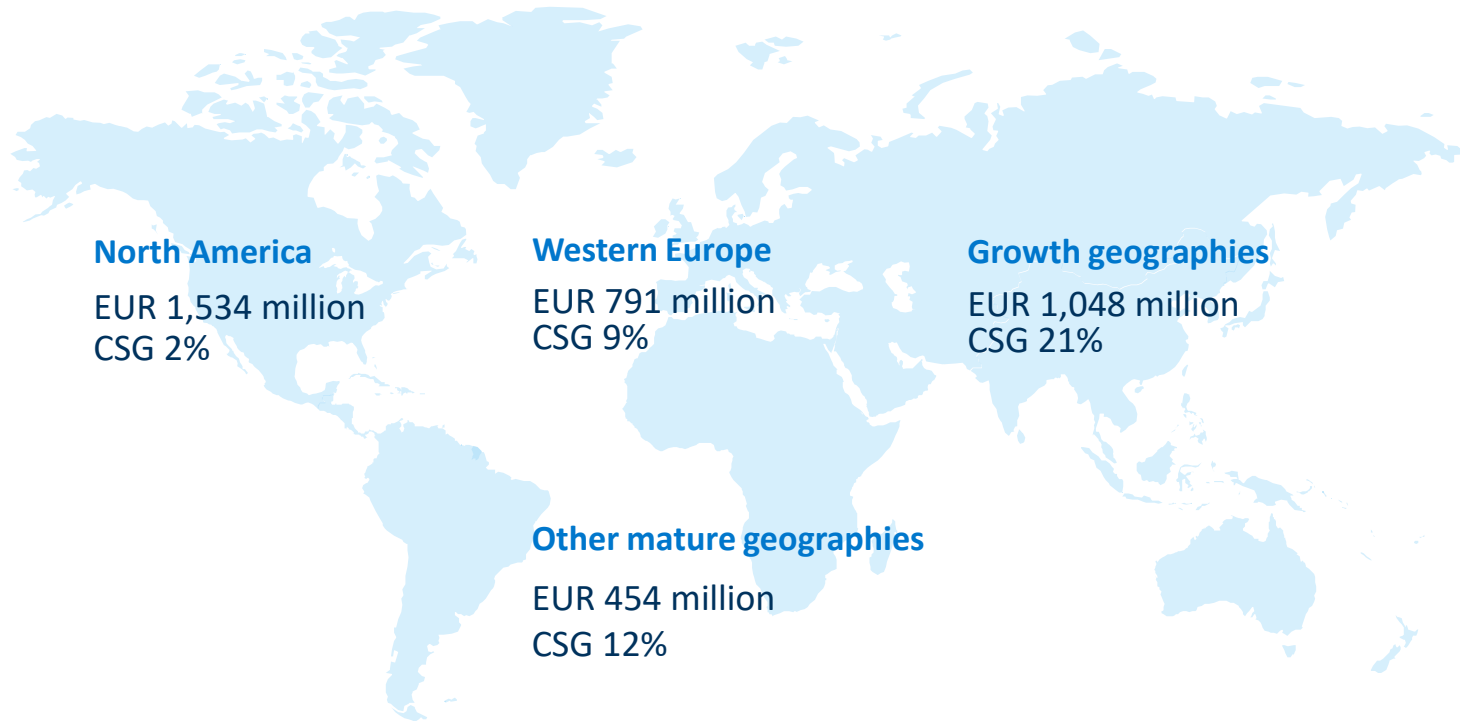 North America
EUR 1,534 million
CSG 2%
Western Europe
EUR 791 million
CSG 9%
Growth geographies
EUR 1,048 million
CSG 21%
Other mature geographies
EUR 454 million
CSG 12%